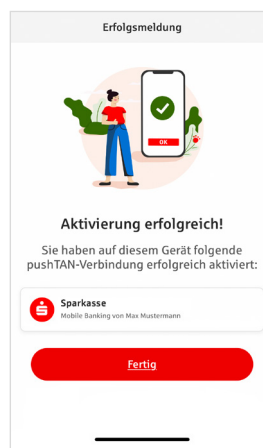 Erfolgsmeldung
OK
Aktivierung erfolgreich!
Sie haben auf diesem Gerät folgende
pushTAN-Verbindung erfolgreich aktiviert:
Sparkasse
Mobile Banking von Max Mustermann
Fertig